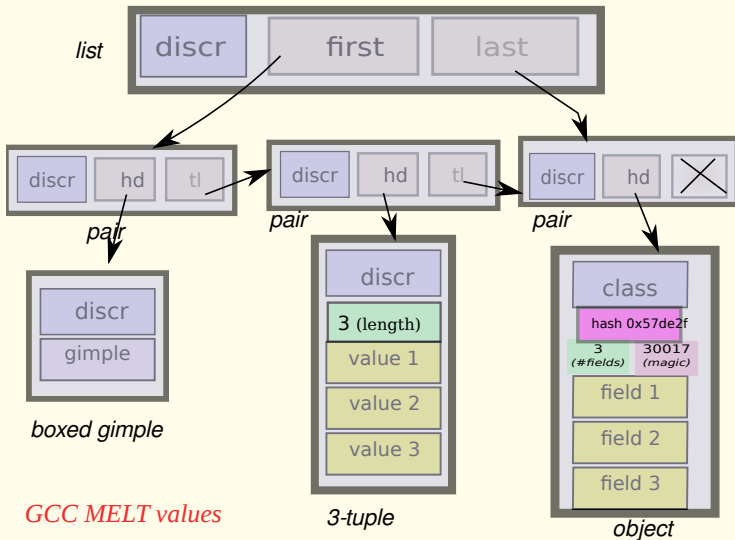 list
discr first last
discr hd tl
discr hd tl
discr hd
pair
pair
pair
discr
gimple
boxed gimple
discr
3 (length)
value 1
value 2
value 3
3-tuple
class
hash 0x57de2f
3 30017
(#fields) (magic)
field 1
field 2
field 3
object
GCC MELT values